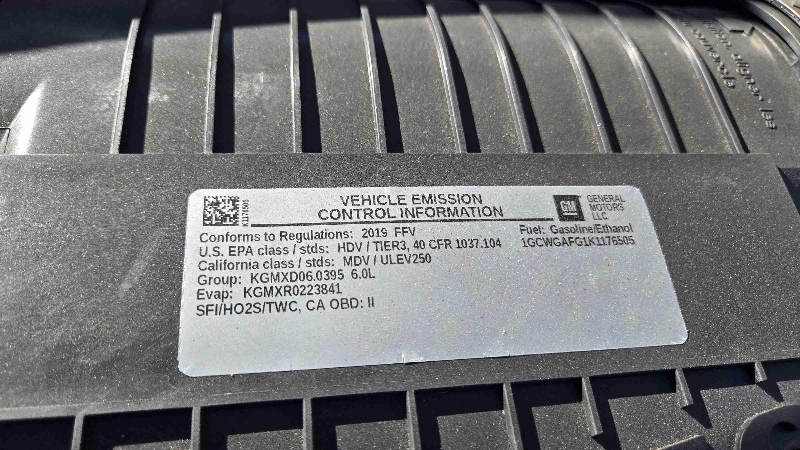 VEHICLE EMISSION
CONTROL INFORMATION
GM
GENERAL
MOTORS
LLC
Conforms to Regulations: 2019 FFV
Fuel: Gasoline/Ethanol
U.S. EPA class / stds: HDV / TIER3, 40 CFR 1037.104
1GCWGAFG1K1176505
California class / stds: MDV / ULEV250
Group: KGMXD06.0395 6.0L
Evap: KGMXR0223841
SFI/HO2S/TWC, CA OBD: II